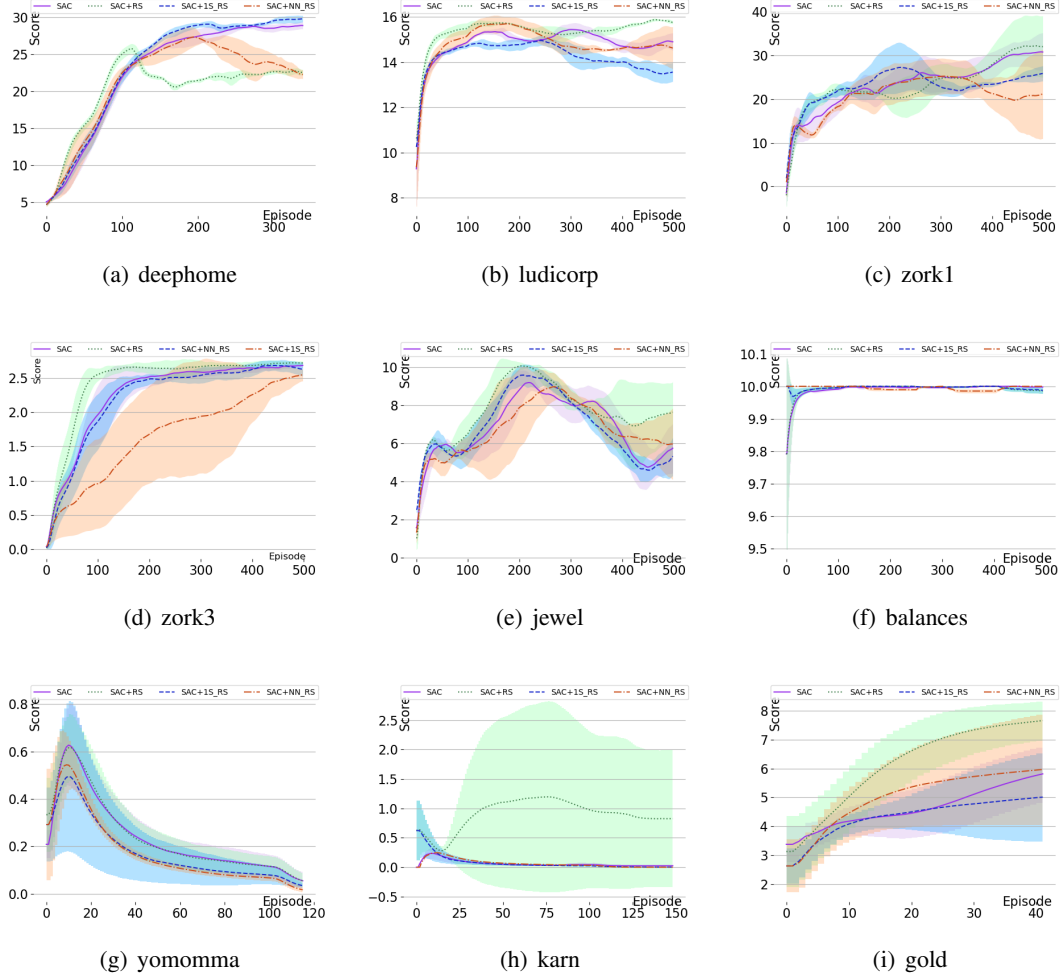 SAC SAC+RS SAC+1S_RS SAC+NN_RS
Score
30
25
20
15
10
5
0 100 200 300
Episode
(a) deephome
SAC SAC+RS SAC+1S_RS SAC+NN_RS
Score
16
14
12
10
8
0 100 200 300 400 500
Episode
(b) ludicorp
SAC SAC+RS SAC+1S_RS SAC+NN_RS
Score
40
30
20
10
0
0 100 200 300 400 500
Episode
(c) zork1
SAC SAC+RS SAC+NN_RS SAC+1S_RS
Score
2.5
2.0
1.5
1.0
0.5
0.0
0 100 200 300 400 500
Episode
(d) zork3
SAC SAC+RS SAC+1S_RS SAC+NN_RS
Score
10
8
6
4
2
0
0 100 200 300 400 500
Episode
(e) jewel
SAC SAC+RS SAC+1S_RS SAC+NN_RS
Score
10.1
10.0
9.9
9.8
9.7
9.6
9.5
0 100 200 300 400 500
Episode
(f) balances
SAC SAC+RS SAC+1S_RS SAC+NN_RS
Score
0.8
0.6
0.4
0.2
0.0
0 20 40 60 80 100 120
Episode
(g) yomomma
SAC SAC+RS SAC+1S_RS SAC+NN_RS
Score
2.5
2.0
1.5
1.0
0.5
0.0
−0.5
0 25 50 75 100 125 150
Episode
(h) karn
SAC SAC+RS SAC+1S_RS SAC+NN_RS
Score
8
7
6
5
4
3
2
0 10 20 30 40
Episode
(i) gold